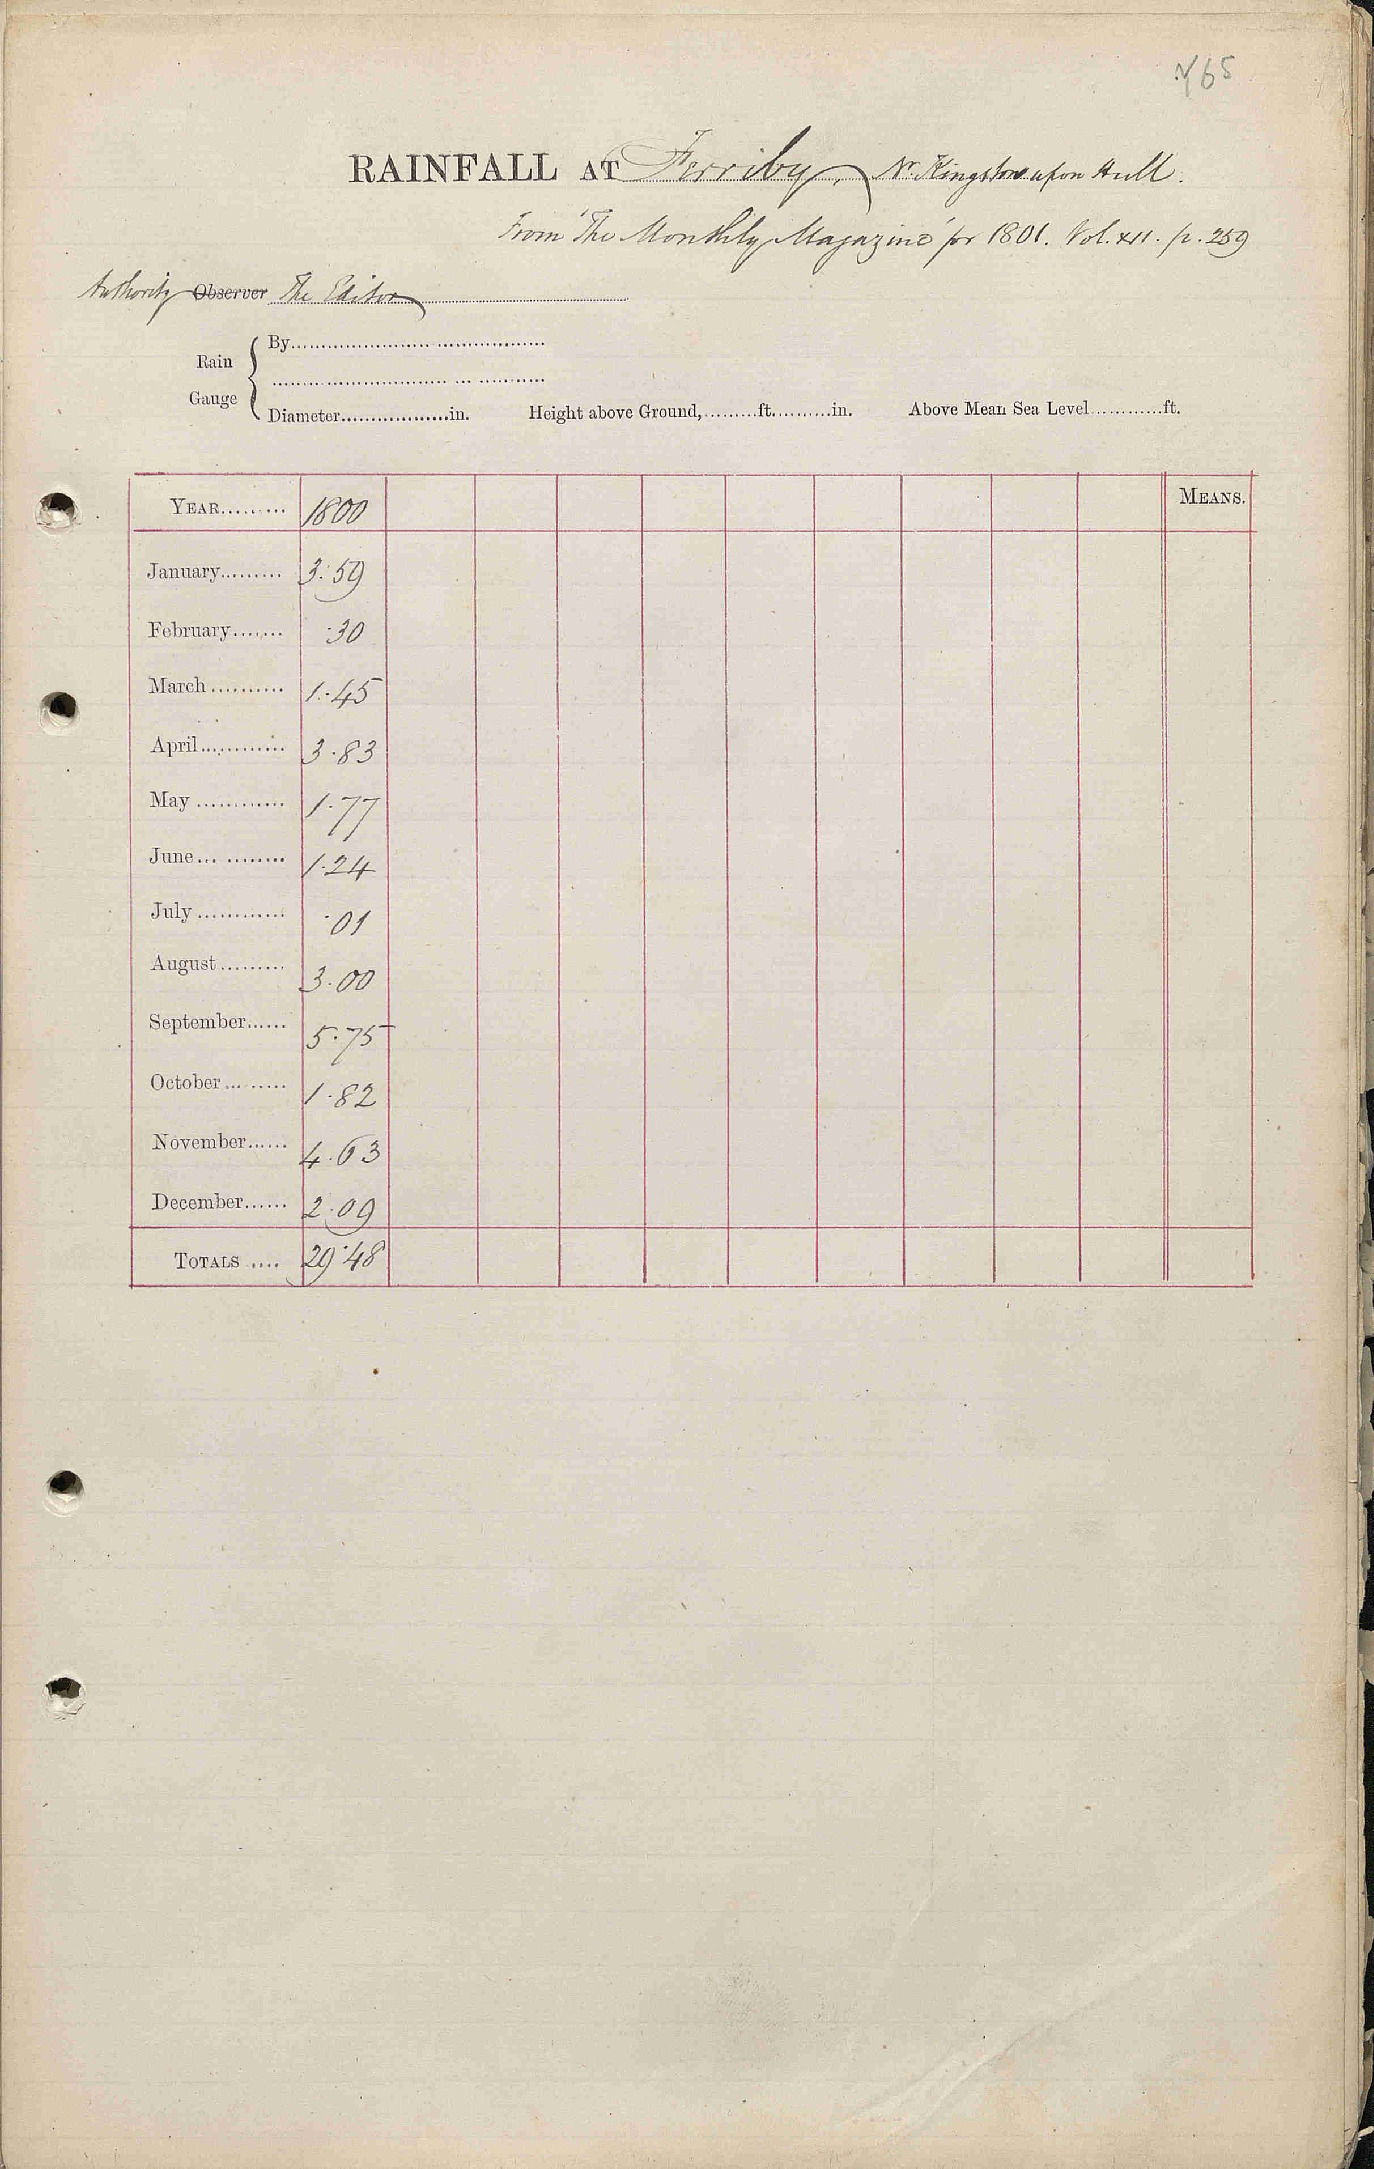 765
RAINFALL AT Ferriby, Nr. Kingston upon Hull.
From 'The Monthly Magazine' for 1801. Vol. XII. p. 259
Authority Observer The Editor
Rain Gauge
By
Diameter in. Height above Ground, ft. in. Above Mean Sea Level ft.
YEAR 1800 MEANS.
January 3.59
February .30
March 1.45
April 3.83
May 1.77
June 1.24
July .01
August 3.00
September 5.75
October 1.82
November 4.63
December 2.09
TOTALS 29.48